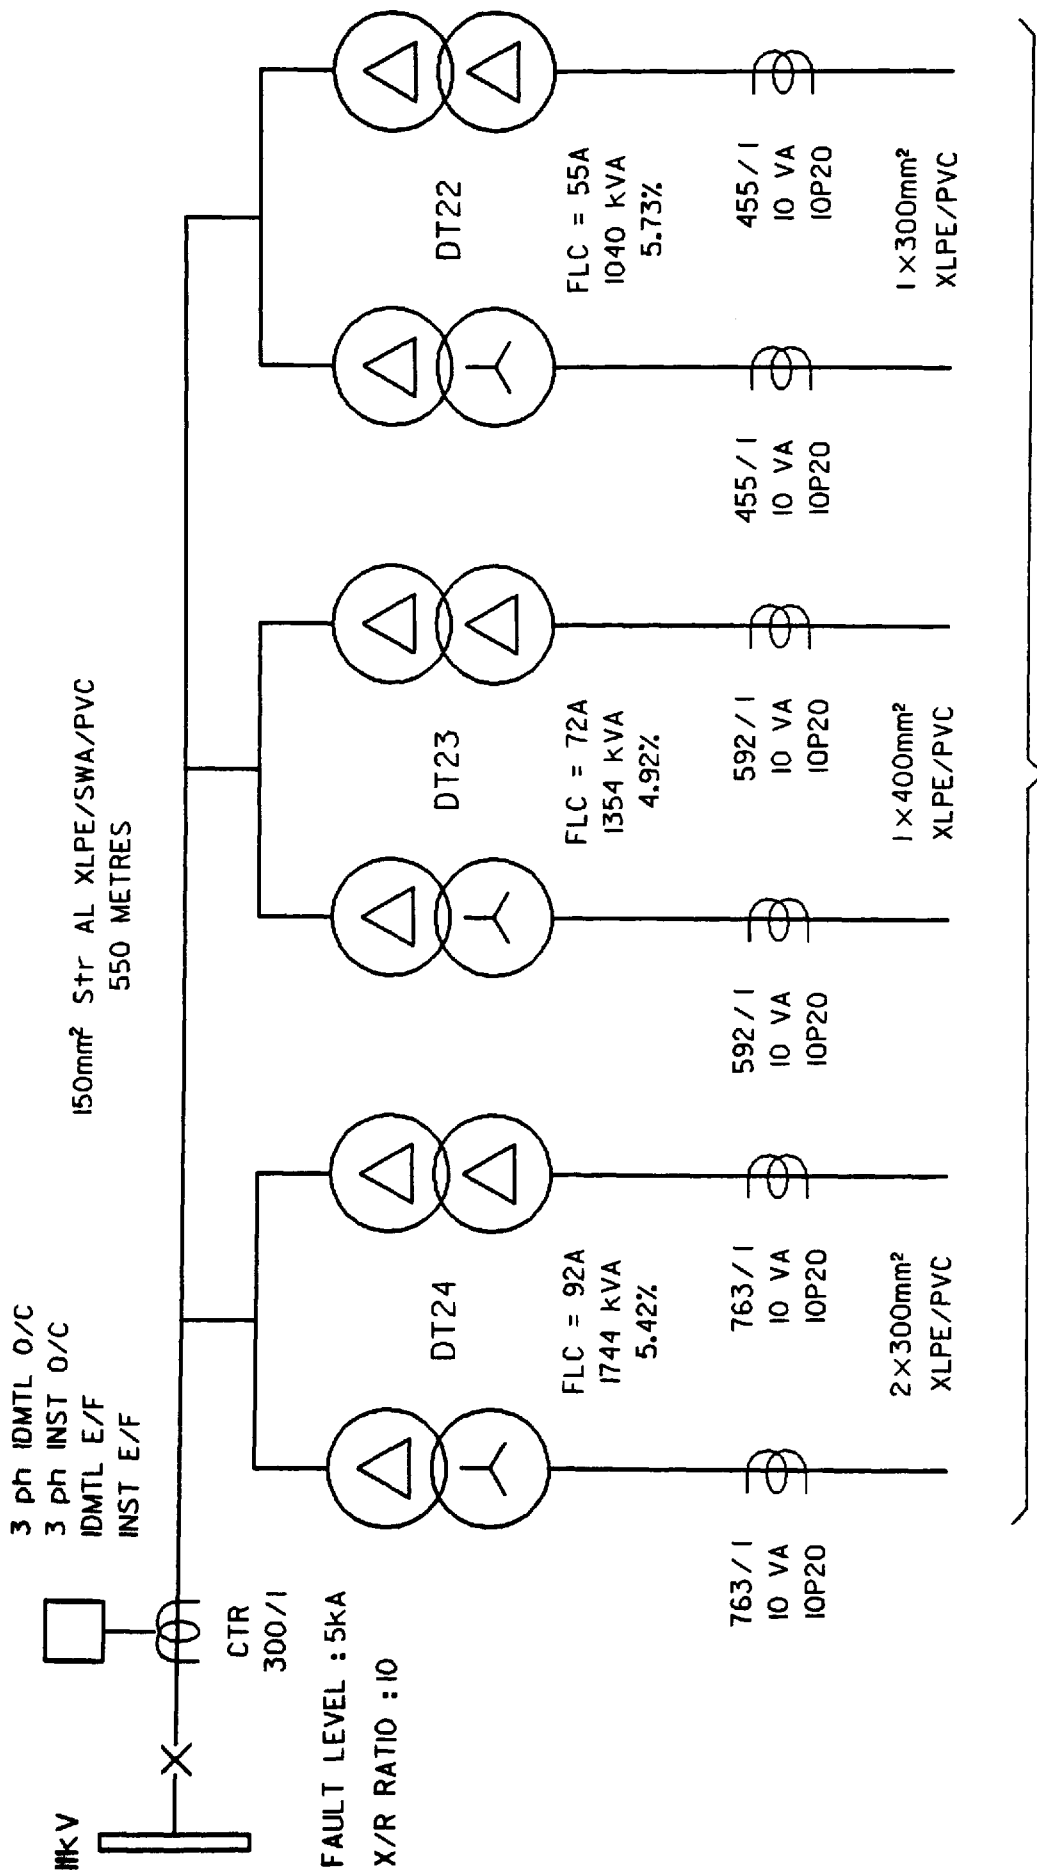 3 ph IDMTL O/C
3 ph INST O/C
IDMTL E/F
INST E/F
11kV
CTR
300/1
FAULT LEVEL : 5kA
X/R RATIO : 10
150mm² Str AL XLPE/SWA/PVC
550 METRES
DT24
FLC = 92A
1744 kVA
5.42%
763/1
10 VA
10P20
763/1
10 VA
10P20
2×300mm²
XLPE/PVC
DT23
FLC = 72A
1354 kVA
4.92%
592/1
10 VA
10P20
592/1
10 VA
10P20
1×400mm²
XLPE/PVC
DT22
FLC = 55A
1040 kVA
5.73%
455/1
10 VA
10P20
455/1
10 VA
10P20
1×300mm²
XLPE/PVC